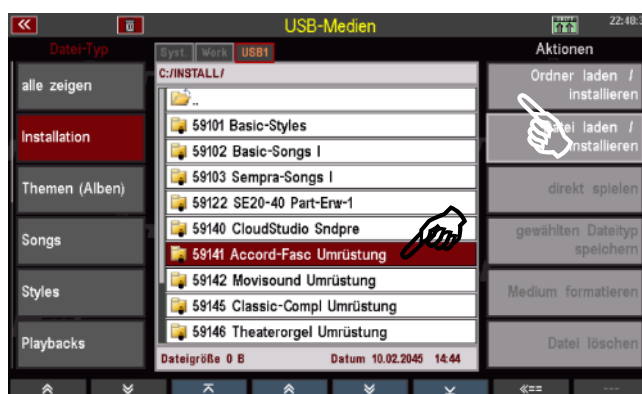 USB-Medien
22:48:3
Datei-Typ
Syst. Work USB1
Aktionen
C:/INSTALL/
alle zeigen
Installation
Themen (Alben)
Songs
Styles
Playbacks
..
59101 Basic-Styles
59102 Basic-Songs I
59103 Sempra-Songs I
59122 SE20-40 Part-Erw-1
59140 CloudStudio Sndpre
59141 Accord-Fasc Umrüstung
59142 Movisound Umrüstung
59145 Classic-Compl Umrüstung
59146 Theaterorgel Umrüstung
Dateigröße 0 B Datum 10.02.2045 14:44
Ordner laden /
installieren
laden /
installieren
direkt spielen
gewählten Dateityp
speichern
Medium formatieren
Datei löschen
«==
---